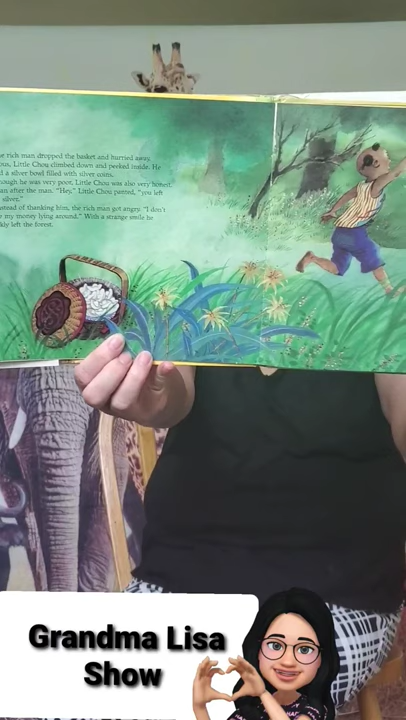 e rich man dropped the basket and hurried away.
ous, Little Chou climbed down and peeked inside. He
d a silver bowl filled with silver coins.
hough he was very poor, Little Chou was also very honest.
an after the man. "Hey," Little Chou panted, "you left
silver."
stead of thanking him, the rich man got angry. "I don't
e my money lying around." With a strange smile he
kly left the forest.
Grandma Lisa
Show